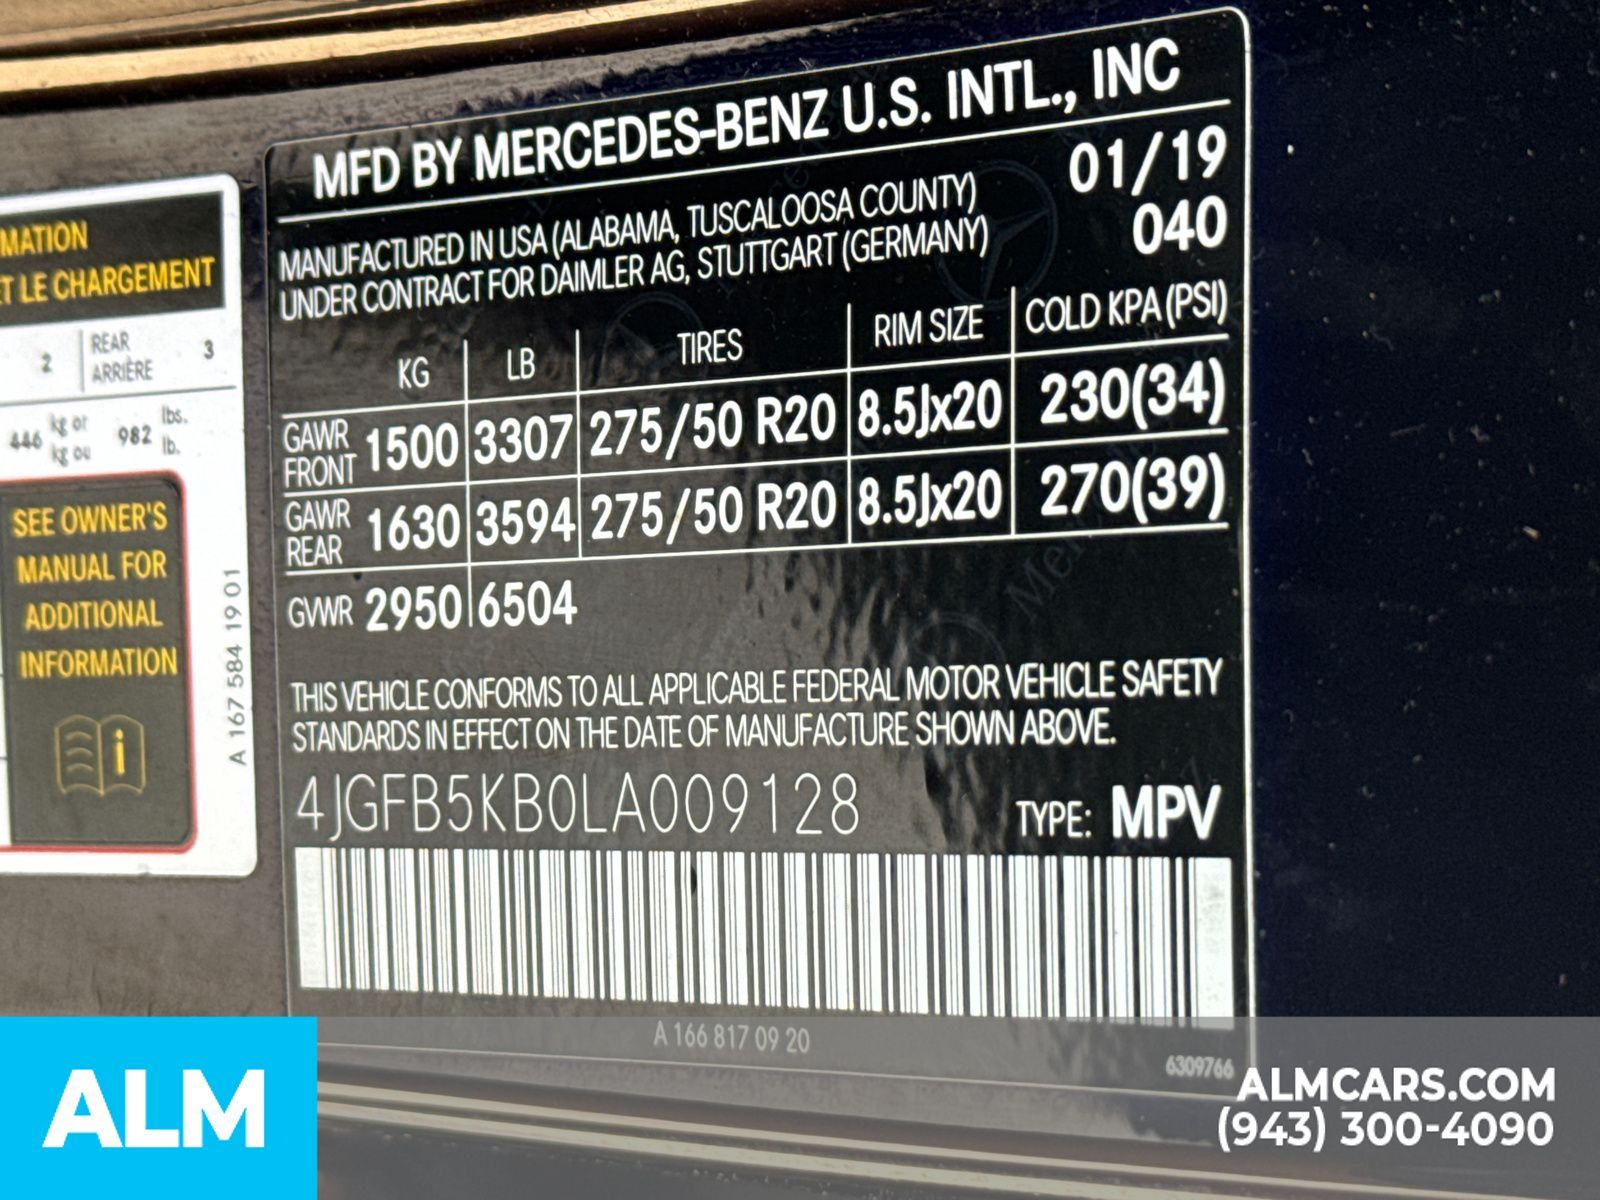 MATION
ET LE CHARGEMENT
2 REAR ARRIÈRE 3
446 kg or kg ou 982 lbs. lb.
SEE OWNER'S
MANUAL FOR
ADDITIONAL
INFORMATION
i
A 167 584 19 01
MFD BY MERCEDES-BENZ U.S. INTL., INC
01/19
MANUFACTURED IN USA (ALABAMA, TUSCALOOSA COUNTY)
040
UNDER CONTRACT FOR DAIMLER AG, STUTTGART (GERMANY)
KG LB TIRES RIM SIZE COLD KPA (PSI)
GAWR FRONT 1500 3307 275/50 R20 8.5Jx20 230(34)
GAWR REAR 1630 3594 275/50 R20 8.5Jx20 270(39)
GVWR 2950 6504
THIS VEHICLE CONFORMS TO ALL APPLICABLE FEDERAL MOTOR VEHICLE SAFETY
STANDARDS IN EFFECT ON THE DATE OF MANUFACTURE SHOWN ABOVE.
4JGFB5KB0LA009128 TYPE: MPV
A 166 817 09 20
6309766
ALM
ALMCARS.COM
(943) 300-4090